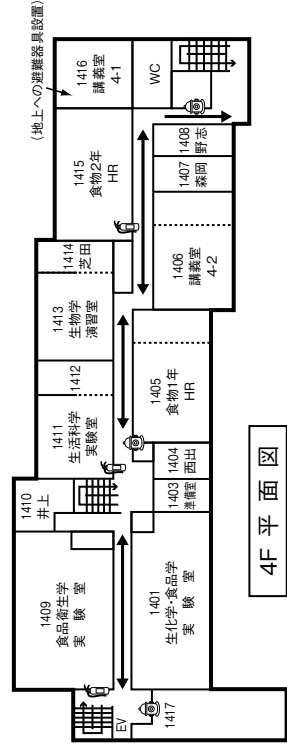 (地上への避難器具設置)
1416
講義室
4-1
WC
1415
食物2年
HR
1408
野志
1407
森岡
1406
講義室
4-2
1414
芝田
1413
生物学
演習室
1412
1411
生活科学
実験室
1405
食物1年
HR
1404
西出
1403
準備室
1410
井上
1409
食品衛生学
実験室
1401
生化学・食品学
実験室
EV
1417
4F 平面図